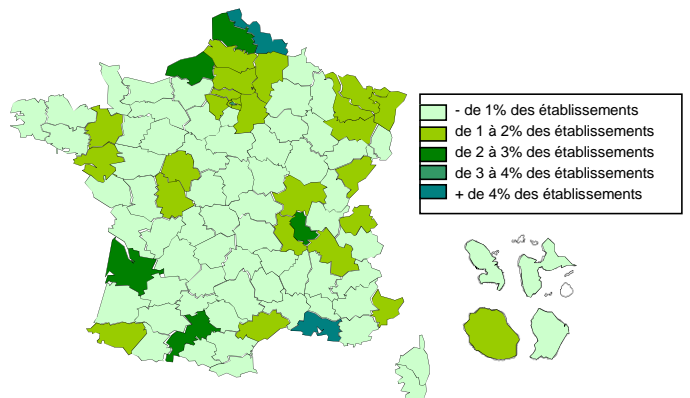 - de 1% des établissements
de 1 à 2% des établissements
de 2 à 3% des établissements
de 3 à 4% des établissements
+ de 4% des établissements